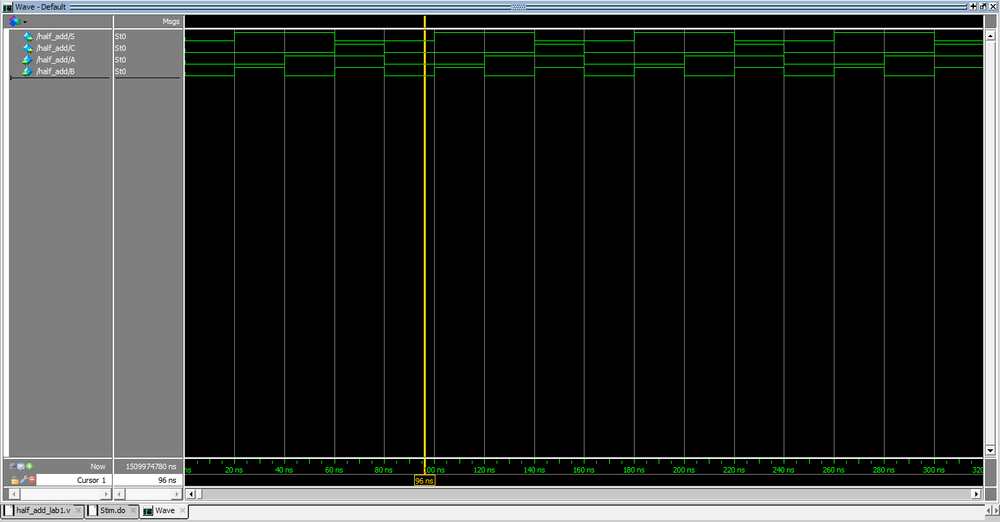 Wave - Default
Msgs
/half_add/S St0
/half_add/C St0
/half_add/A St0
/half_add/B St0
Now 1509974780 ns
ns 20 ns 40 ns 60 ns 80 ns 100 ns 120 ns 140 ns 160 ns 180 ns 200 ns 220 ns 240 ns 260 ns 280 ns 300 ns 320
Cursor 1 96 ns 96 ns
half_add_lab1.v Stim.do Wave